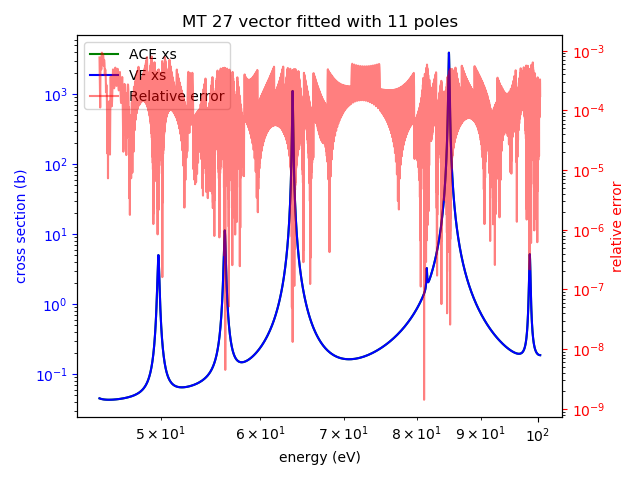 MT 27 vector fitted with 11 poles
ACE xs
VF xs
Relative error
cross section (b)
10³
10²
10¹
10⁰
10⁻¹
10⁻³
10⁻⁴
10⁻⁵
10⁻⁶
10⁻⁷
10⁻⁸
10⁻⁹
relative error
5 × 10¹ 6 × 10¹ 7 × 10¹ 8 × 10¹ 9 × 10¹ 10²
energy (eV)